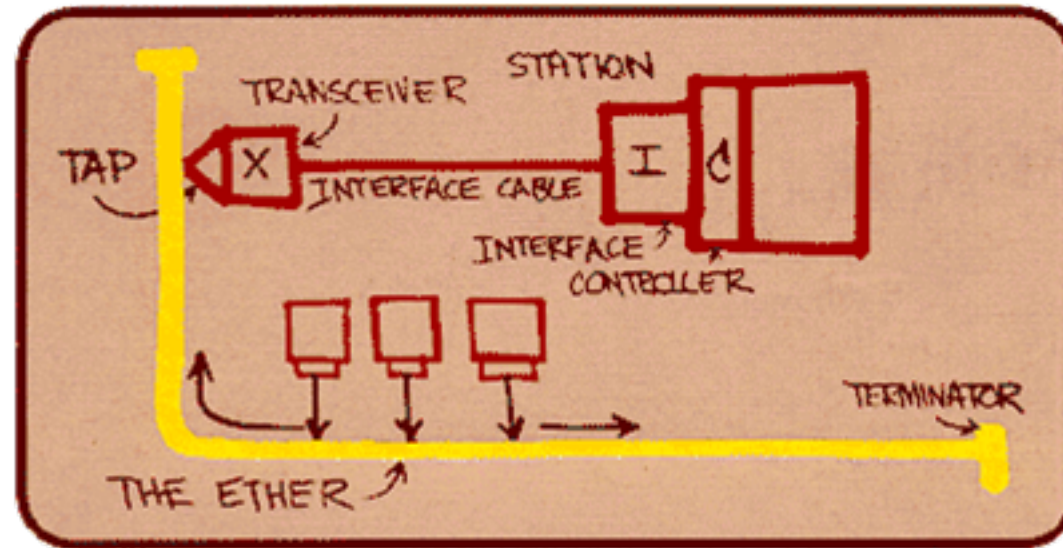 STATION
TRANSCEIVER
TAP
X
I
C
INTERFACE CABLE
INTERFACE
CONTROLLER
TERMINATOR
THE ETHER